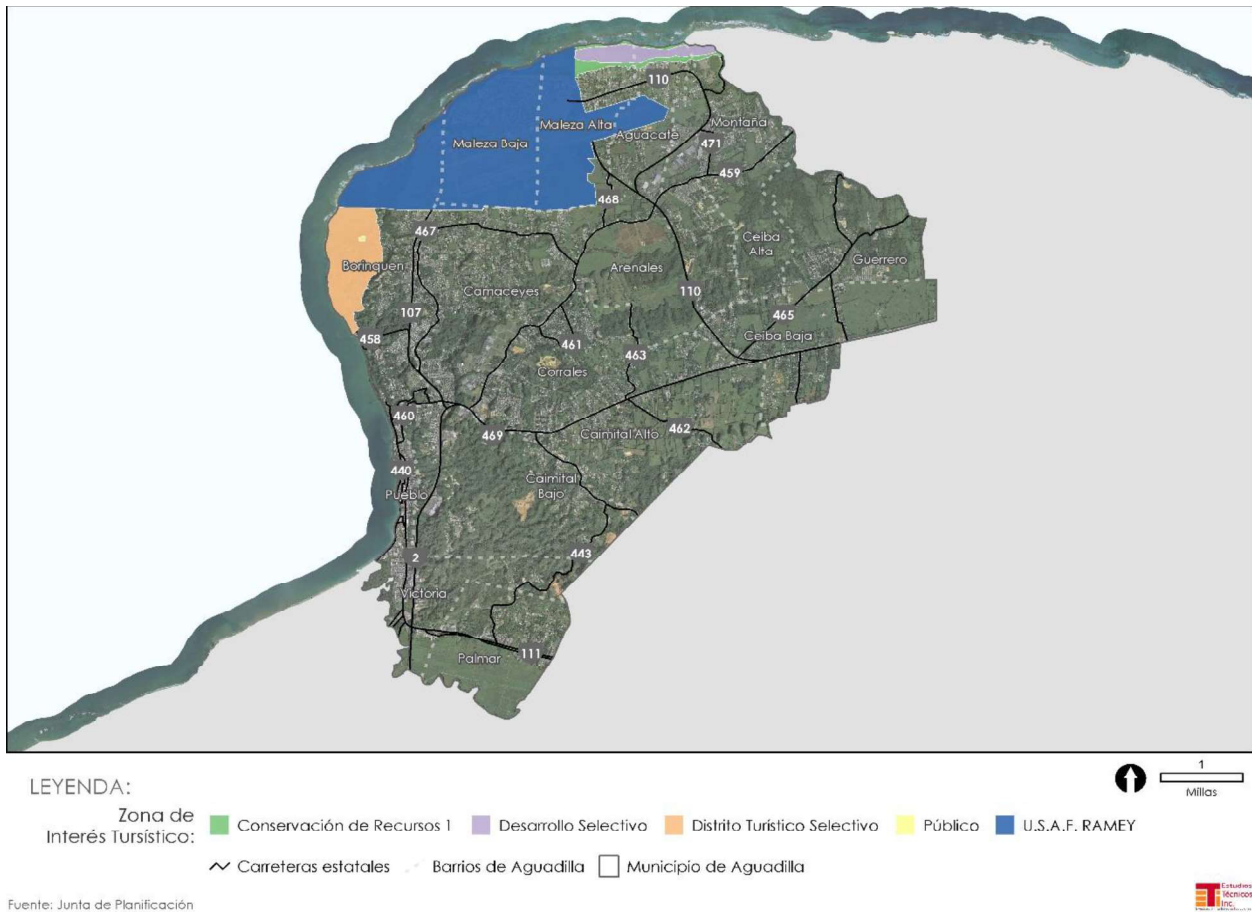 110
Maleza Alta
Montaña
Aguacate
Maleza Baja
471
459
468
467
Ceiba
Alta
Borinquen
Arenales
Guerrero
Camaceyes
110
107
465
458
Ceiba Baja
461
463
Corrales
460
469
Caimital Alto
462
440
Caimital
Bajo
Pueblo
2
443
Victoria
Palmar
111
1
Millas
LEYENDA:
Zona de
Interés Tursístico:
Conservación de Recursos 1
Desarrollo Selectivo
Distrito Turístico Selectivo
Público
U.S.A.F. RAMEY
Carreteras estatales
Barrios de Aguadilla
Municipio de Aguadilla
Fuente: Junta de Planificación
Estudios
Técnicos
Inc.